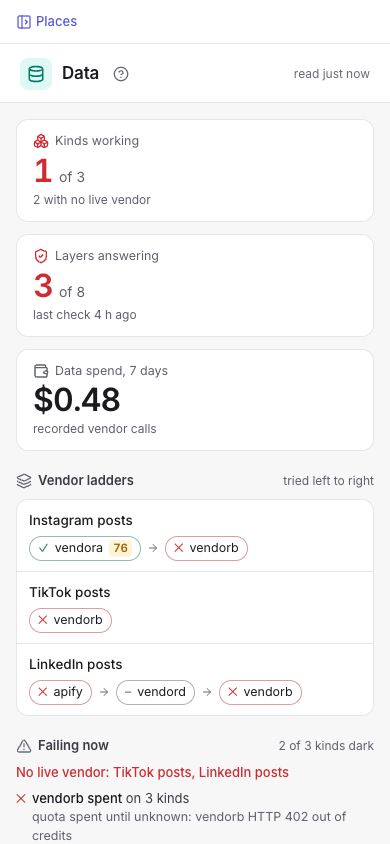 Places
Data
read just now
Kinds working
1 of 3
2 with no live vendor
Layers answering
3 of 8
last check 4 h ago
Data spend, 7 days
$0.48
recorded vendor calls
Vendor ladders
tried left to right
Instagram posts
vendora 76 → vendorb
TikTok posts
vendorb
LinkedIn posts
apify → – vendord → vendorb
Failing now
2 of 3 kinds dark
No live vendor: TikTok posts, LinkedIn posts
vendorb spent on 3 kinds
quota spent until unknown: vendorb HTTP 402 out of
credits